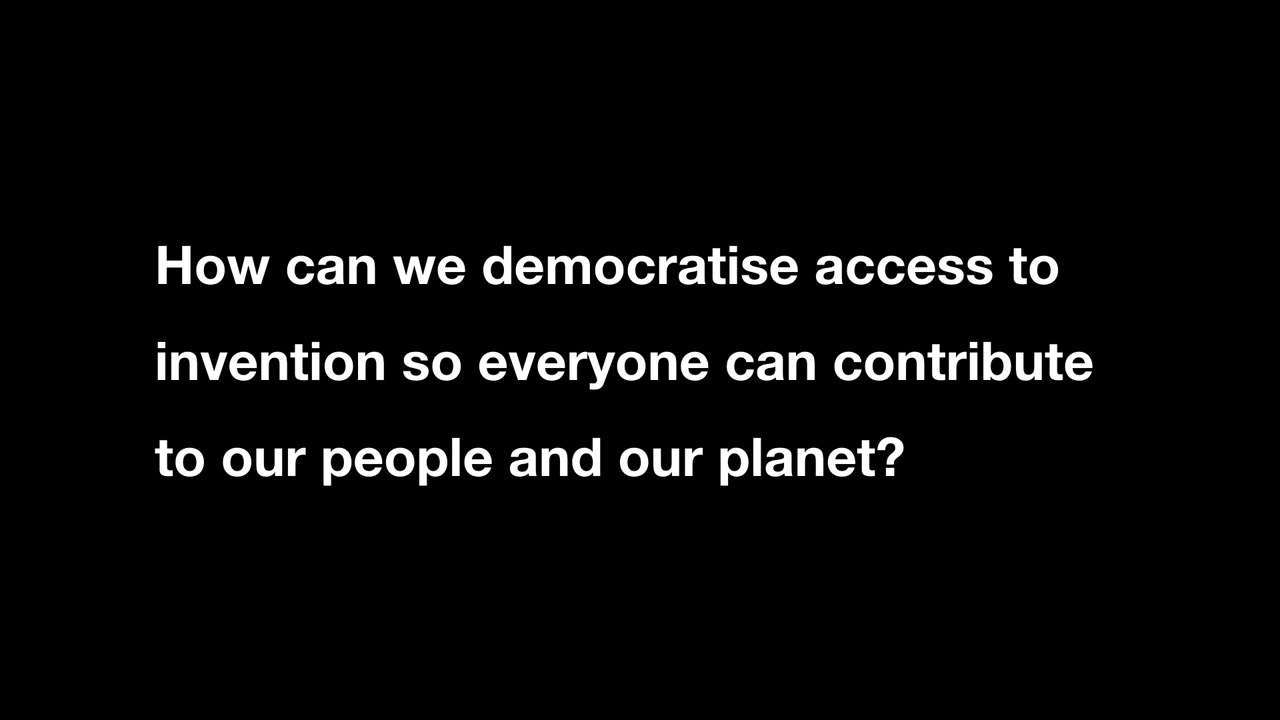 How can we democratise access to
invention so everyone can contribute
to our people and our planet?